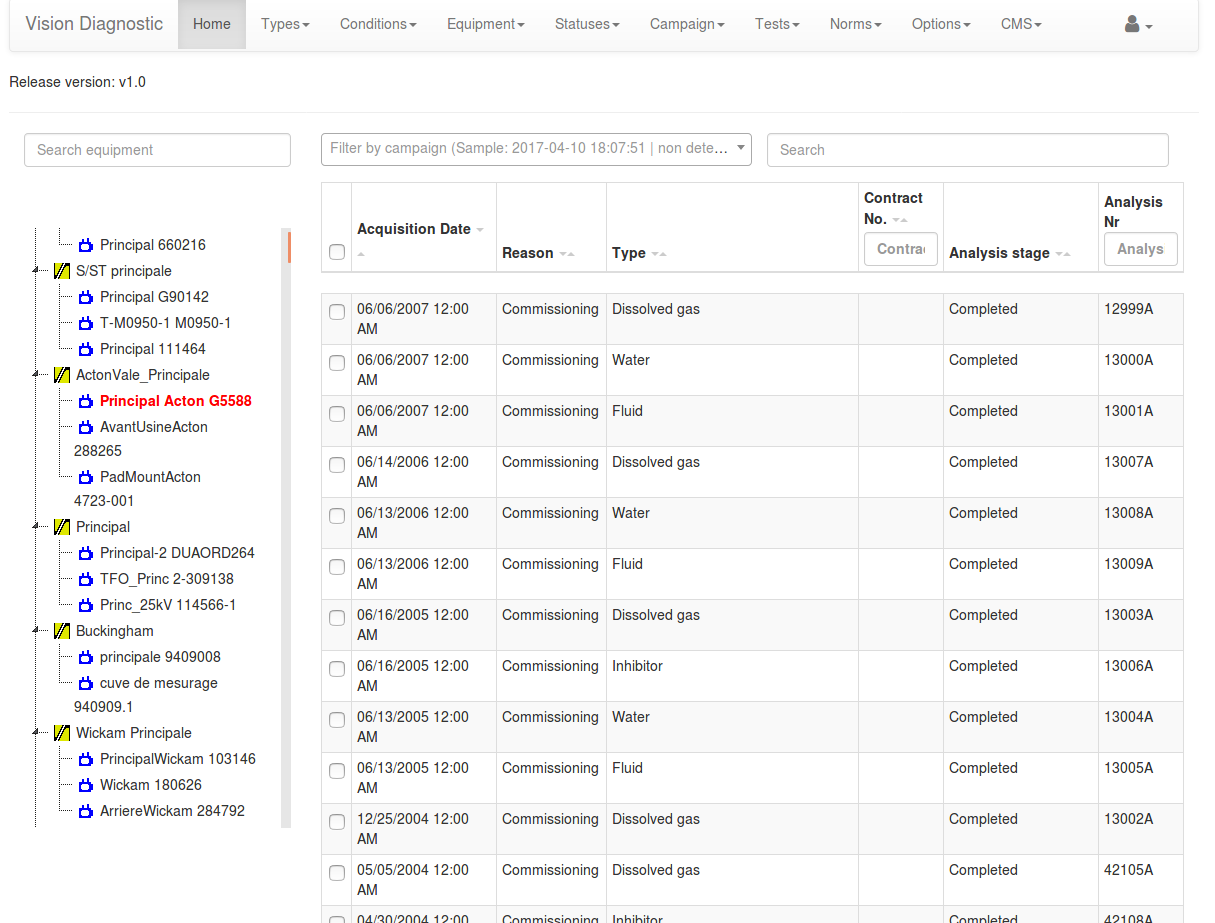 Vision Diagnostic Home Types Conditions Equipment Statuses Campaign Tests Norms Options CMS
Release version: v1.0
Search equipment
Filter by campaign (Sample: 2017-04-10 18:07:51 | non dete...
Search
Principal 660216
S/ST principale
Principal G90142
T-M0950-1 M0950-1
Principal 111464
ActonVale_Principale
Principal Acton G5588
AvantUsineActon
288265
PadMountActon
4723-001
Principal
Principal-2 DUAORD264
TFO_Princ 2-309138
Princ_25kV 114566-1
Buckingham
principale 9409008
cuve de mesurage
940909.1
Wickam Principale
PrincipalWickam 103146
Wickam 180626
ArriereWickam 284792
Acquisition Date
Reason
Type
Contract
No.
Contrac
Analysis stage
Analysis
Nr
Analys
06/06/2007 12:00 Commissioning Dissolved gas Completed 12999A
AM
06/06/2007 12:00 Commissioning Water Completed 13000A
AM
06/06/2007 12:00 Commissioning Fluid Completed 13001A
AM
06/14/2006 12:00 Commissioning Dissolved gas Completed 13007A
AM
06/13/2006 12:00 Commissioning Water Completed 13008A
AM
06/13/2006 12:00 Commissioning Fluid Completed 13009A
AM
06/16/2005 12:00 Commissioning Dissolved gas Completed 13003A
AM
06/16/2005 12:00 Commissioning Inhibitor Completed 13006A
AM
06/13/2005 12:00 Commissioning Water Completed 13004A
AM
06/13/2005 12:00 Commissioning Fluid Completed 13005A
AM
12/25/2004 12:00 Commissioning Dissolved gas Completed 13002A
AM
05/05/2004 12:00 Commissioning Dissolved gas Completed 42105A
AM
04/30/2004 12:00 Commissioning Inhibitor Completed 42108A